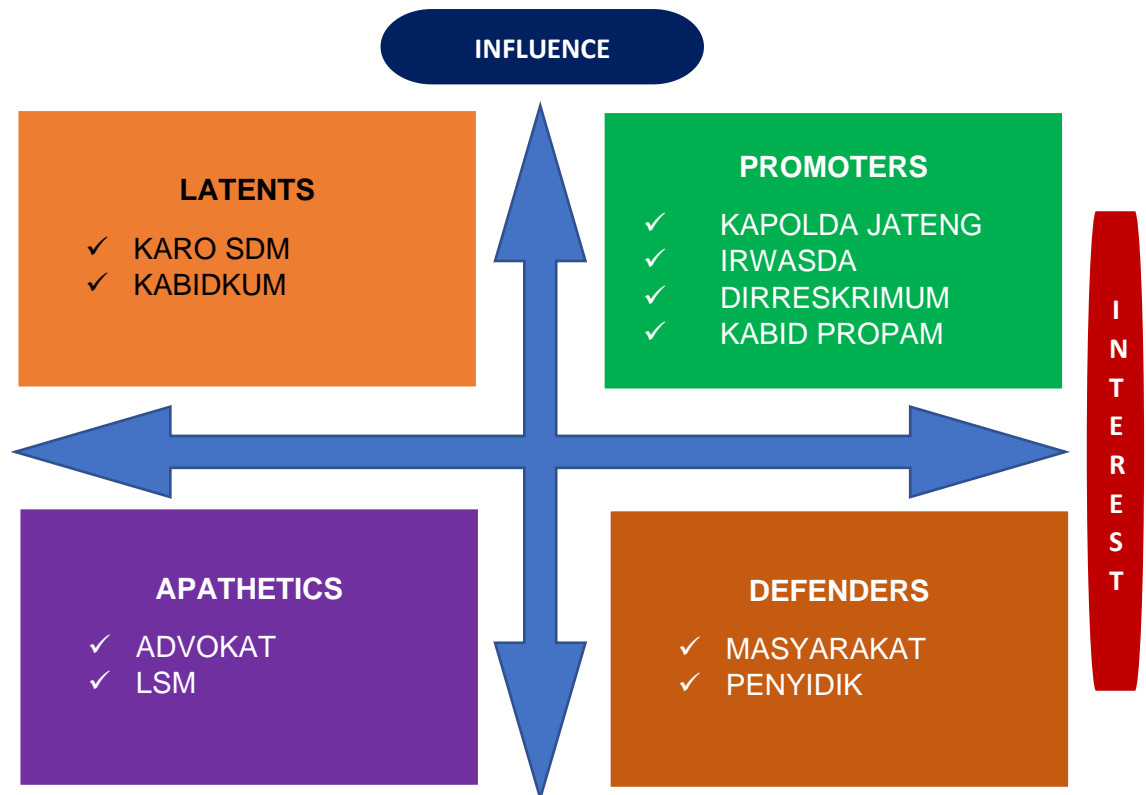 INFLUENCE
LATENTS
✓ KARO SDM
✓ KABIDKUM
PROMOTERS
✓ KAPOLDA JATENG
✓ IRWASDA
✓ DIRRESKRIMUM
✓ KABID PROPAM
INTEREST
APATHETICS
✓ ADVOKAT
✓ LSM
DEFENDERS
✓ MASYARAKAT
✓ PENYIDIK